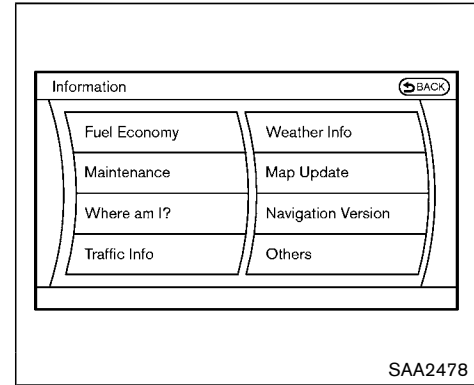 Information
BACK
Fuel Economy
Weather Info
Maintenance
Map Update
Where am I?
Navigation Version
Traffic Info
Others
SAA2478